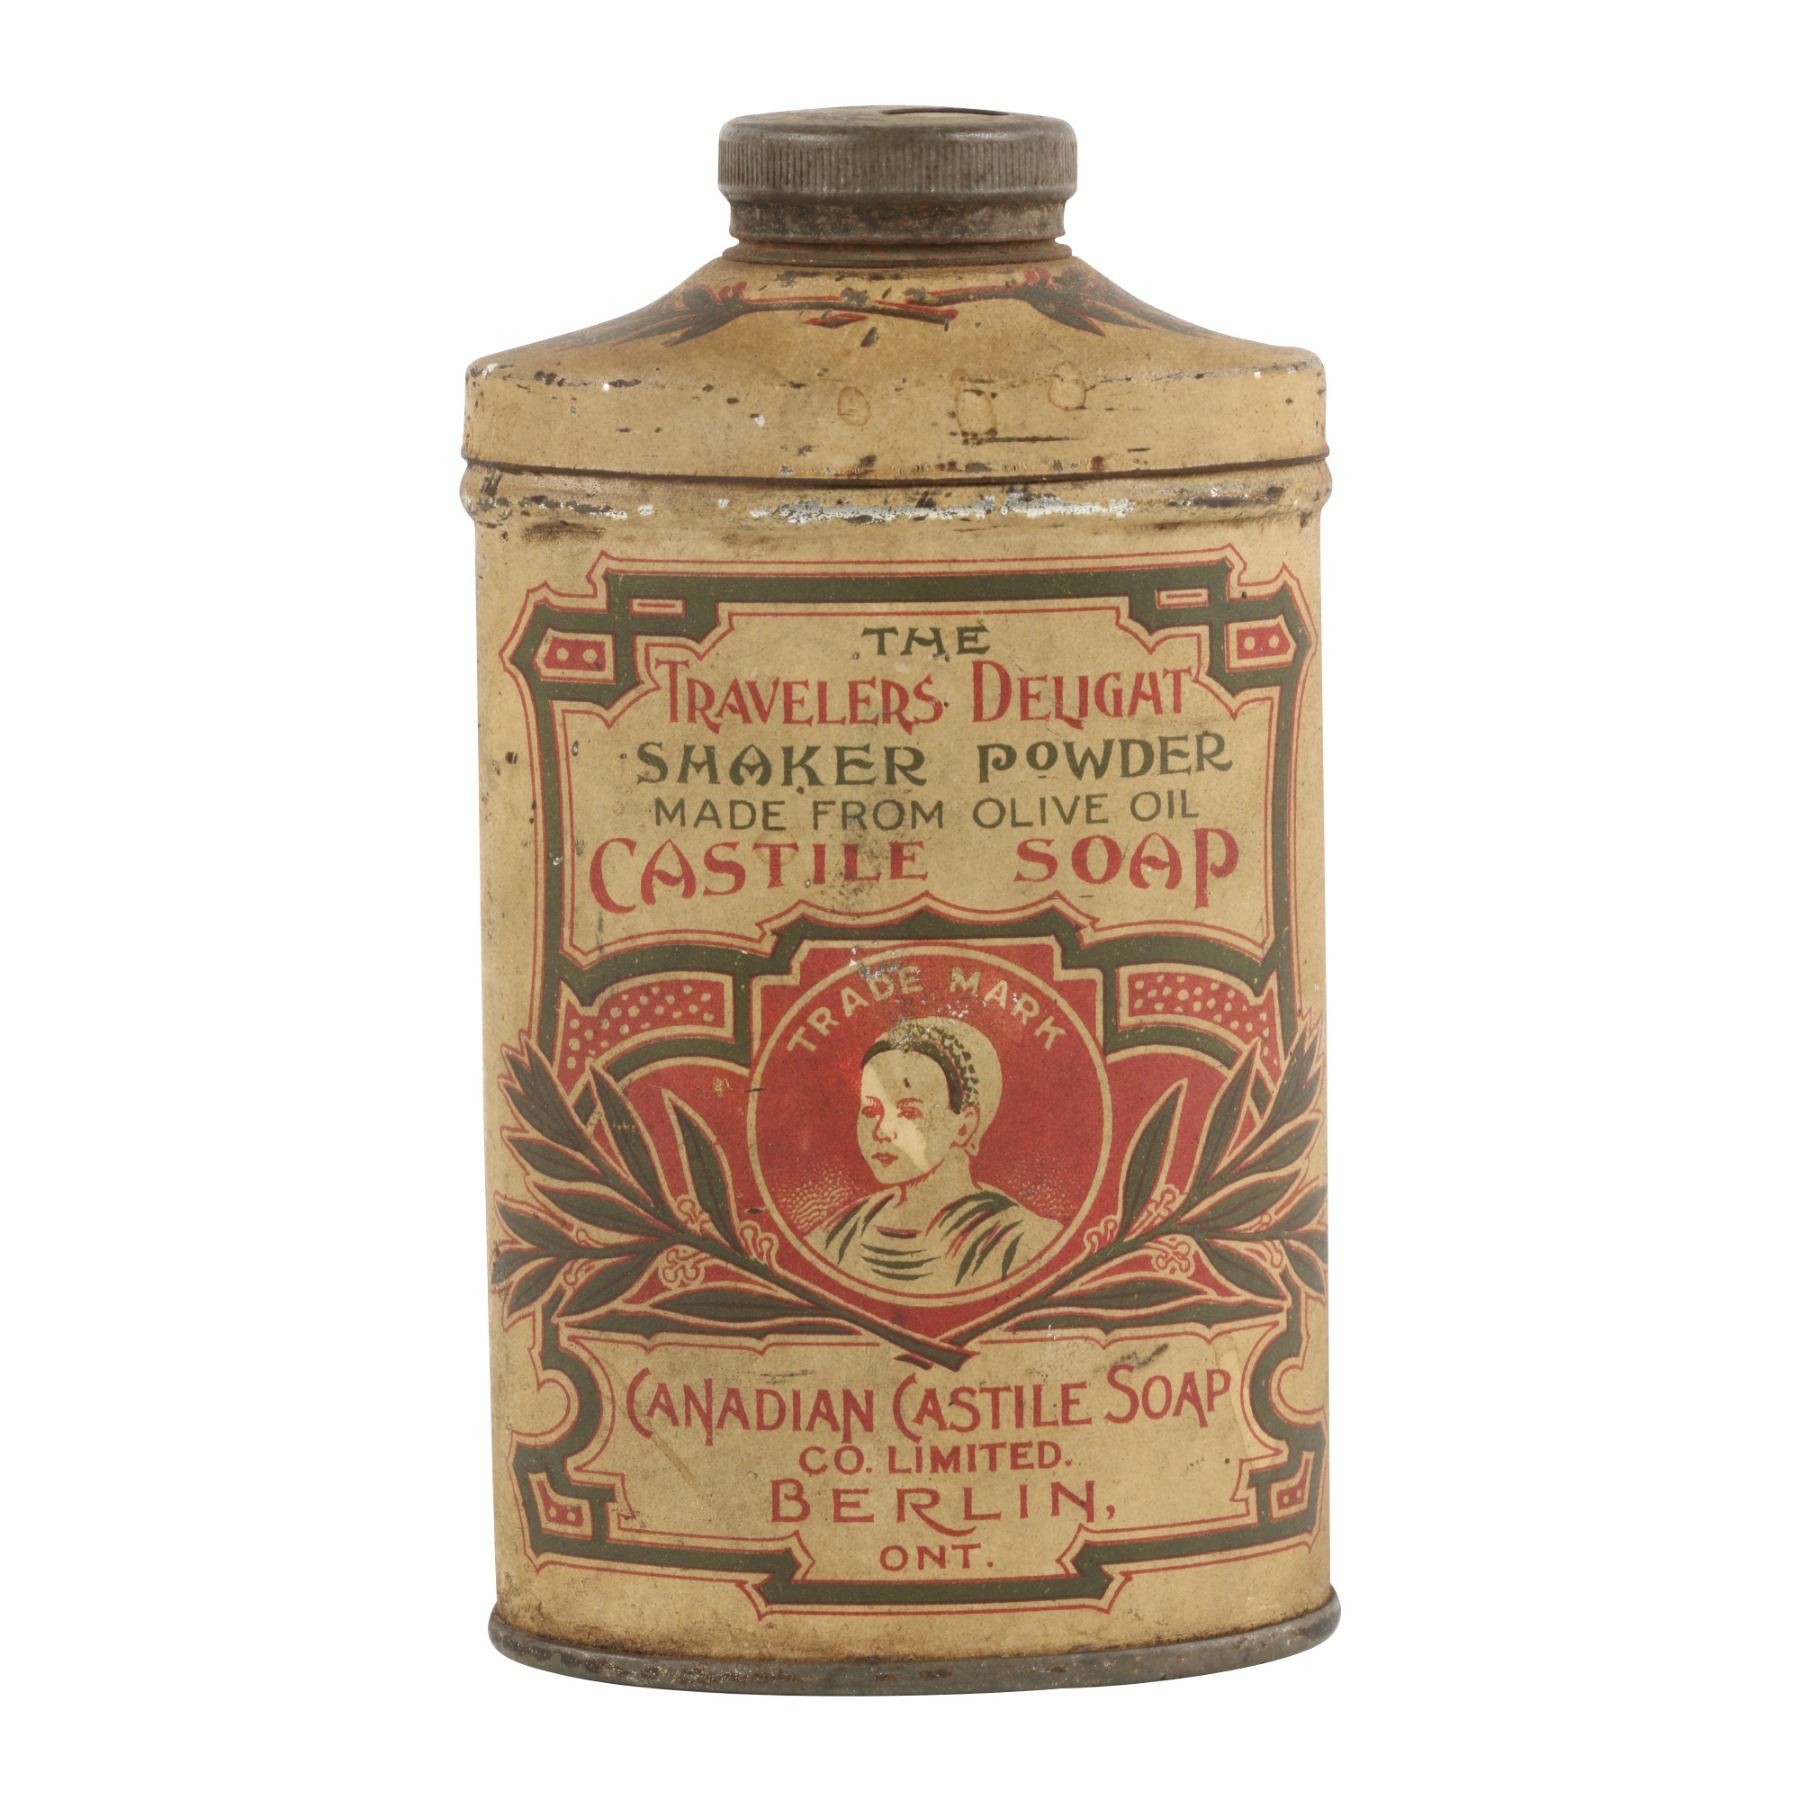 THE
TRAVELERS DELIGHT
SHAKER POWDER
MADE FROM OLIVE OIL
CASTILE SOAP
TRADE MARK
CANADIAN CASTILE SOAP
CO. LIMITED.
BERLIN,
ONT.